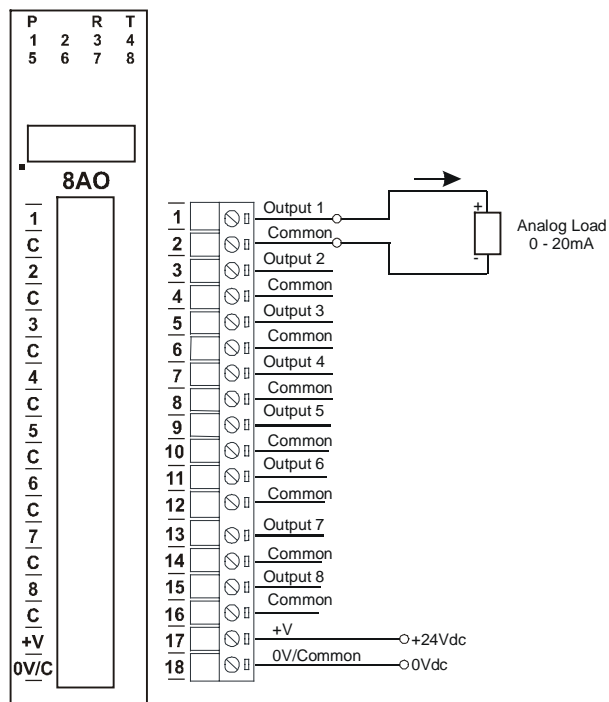 P R T
1 2 3 4
5 6 7 8
8AO
1
C
2
C
3
C
4
C
5
C
6
C
7
C
8
C
+V
0V/C
1 Output 1
2 Common
3 Output 2
4 Common
5 Output 3
6 Common
7 Output 4
8 Common
9 Output 5
10 Common
11 Output 6
12 Common
13 Output 7
14 Common
15 Output 8
16 Common
17 +V +24Vdc
18 0V/Common 0Vdc
+
-
Analog Load
0 - 20mA